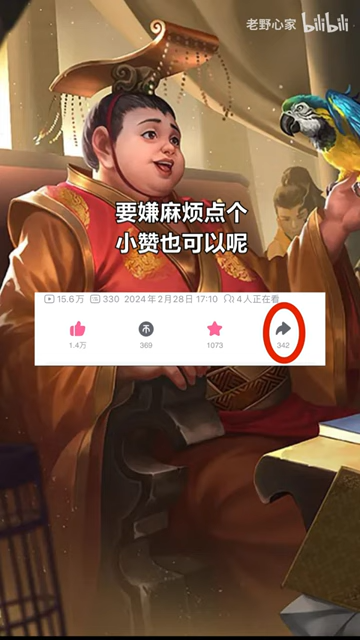 老野心家 bilibili
要嫌麻烦点个
小赞也可以呢
15.6万 330 2024年2月28日 17:10 4人正在看
1.4万 369 1073 342